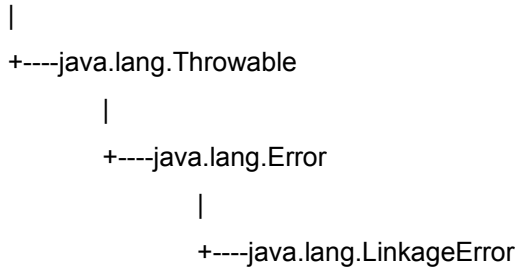 |
+----java.lang.Throwable
|
+----java.lang.Error
|
+----java.lang.LinkageError